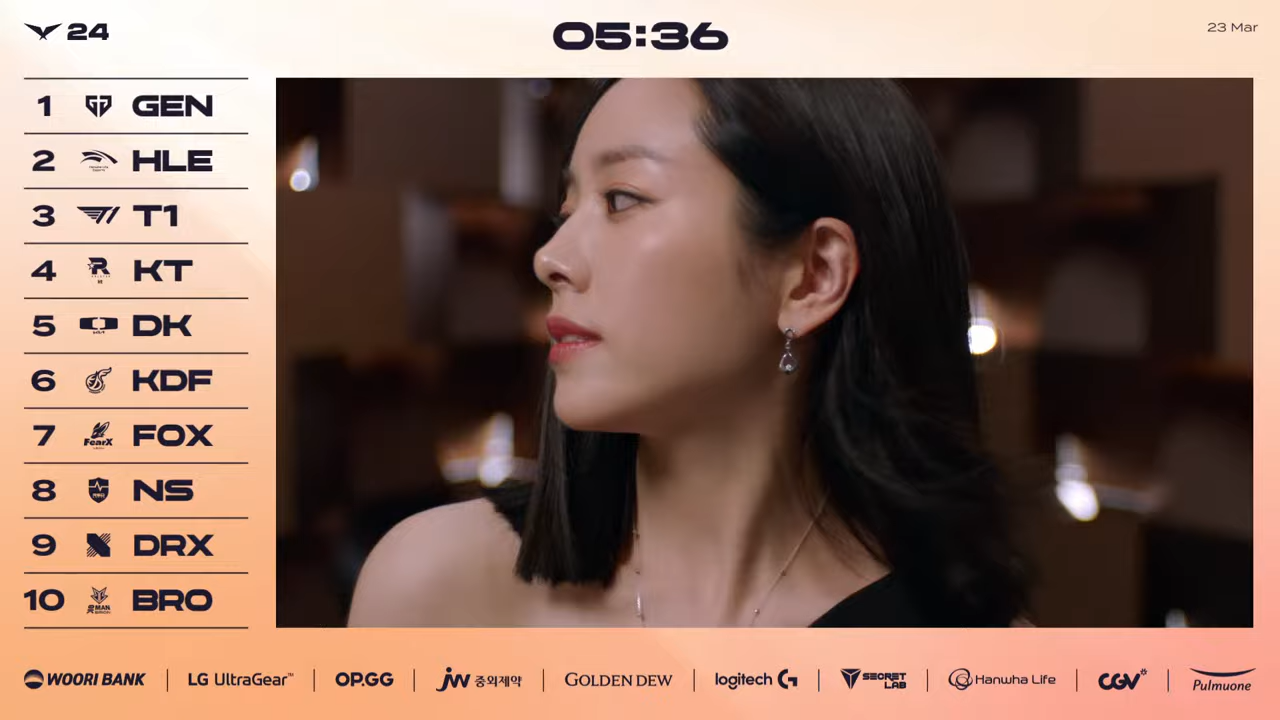 24
05:36
23 Mar
1 GEN
2 HLE
3 T1
4 KT
5 DK
6 KDF
7 FearX FOX
8 NS
9 DRX
10 BRO
WOORI BANK
LG UltraGear™
OP.GG
jw 중외제약
GOLDEN DEW
logitech G
SECRET LAB
Hanwha Life
CGV
Pulmuone